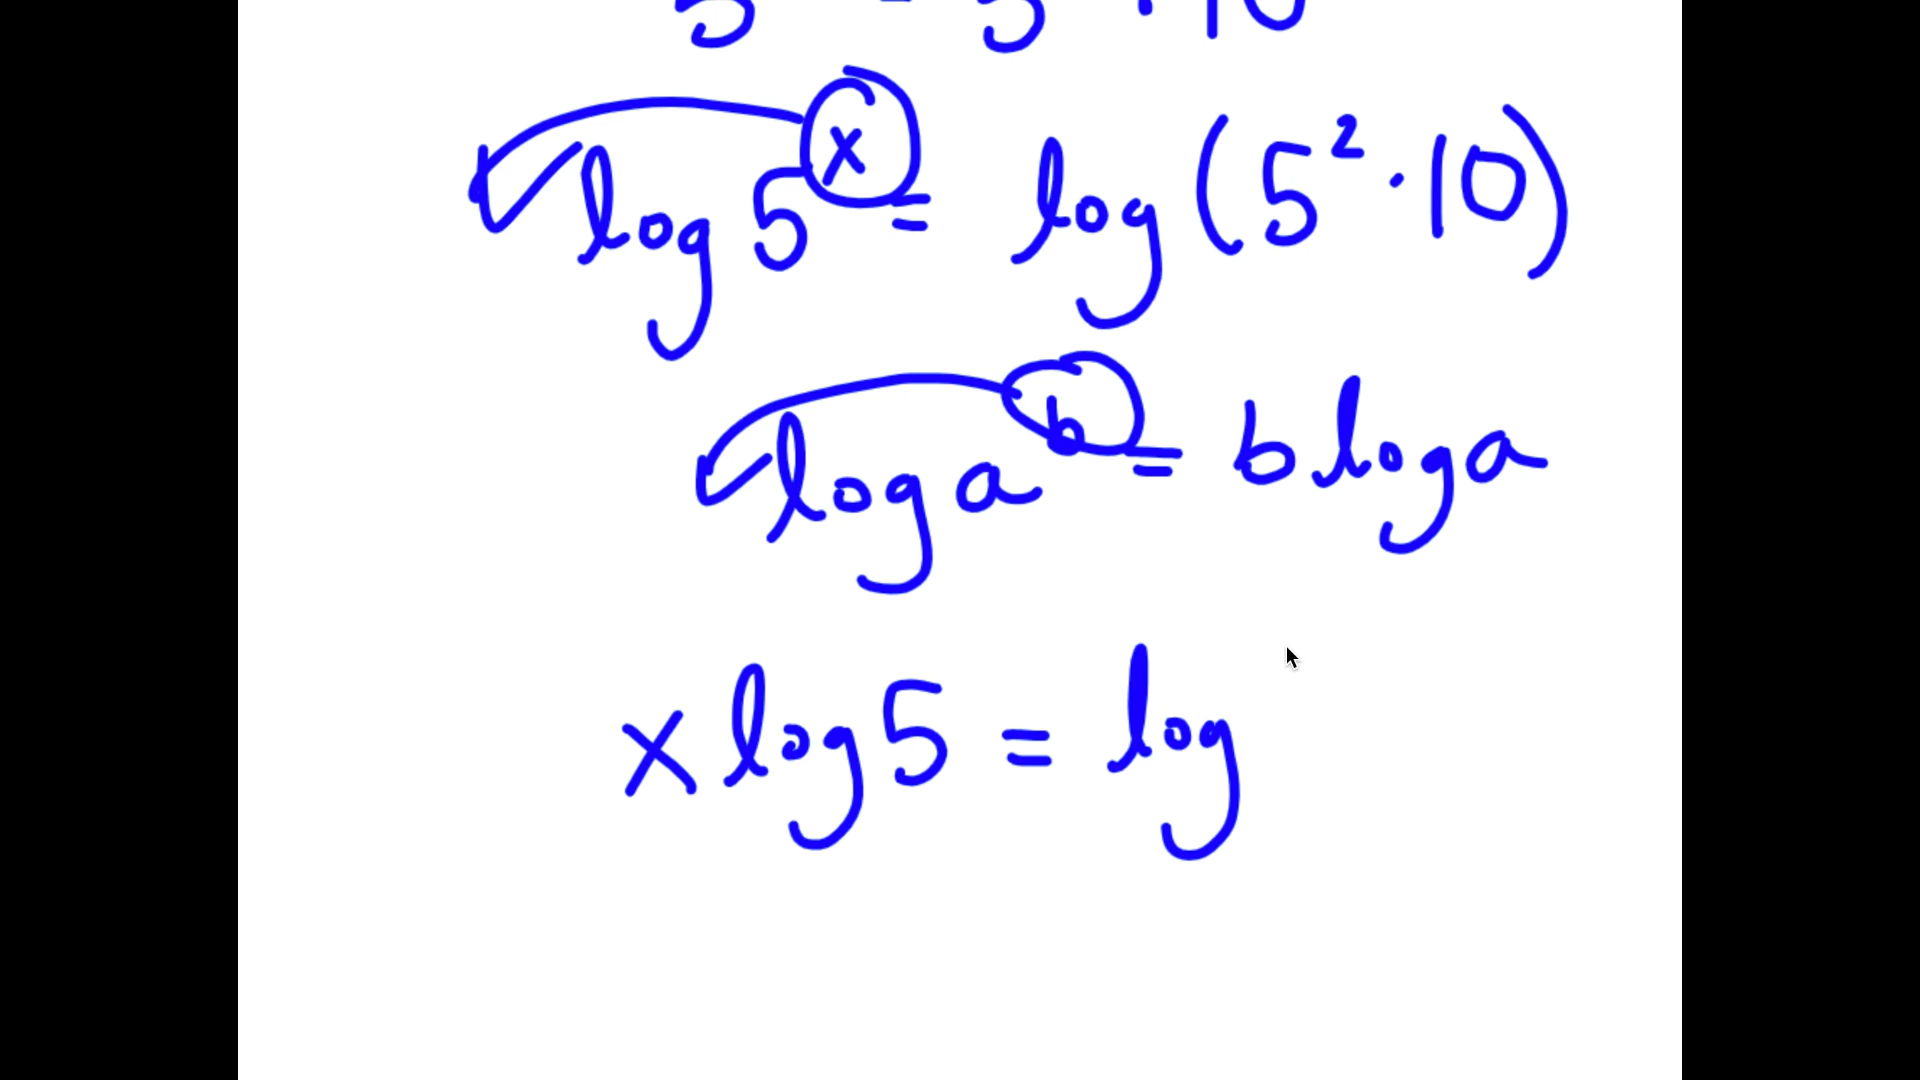 log 5^x = log (5^2 · 10)
log a^b = b log a
x log 5 = log